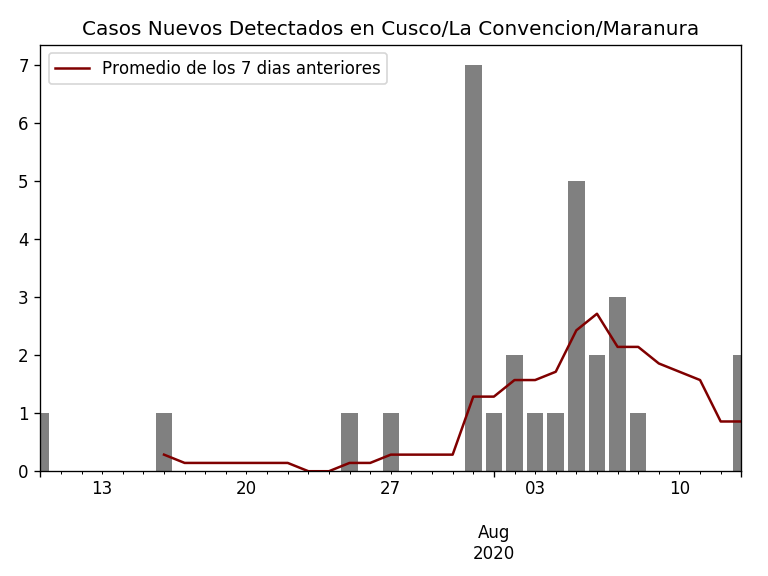 Casos Nuevos Detectados en Cusco/La Convencion/Maranura
Promedio de los 7 dias anteriores
7
6
5
4
3
2
1
0
13 20 27 03 10
Aug
2020